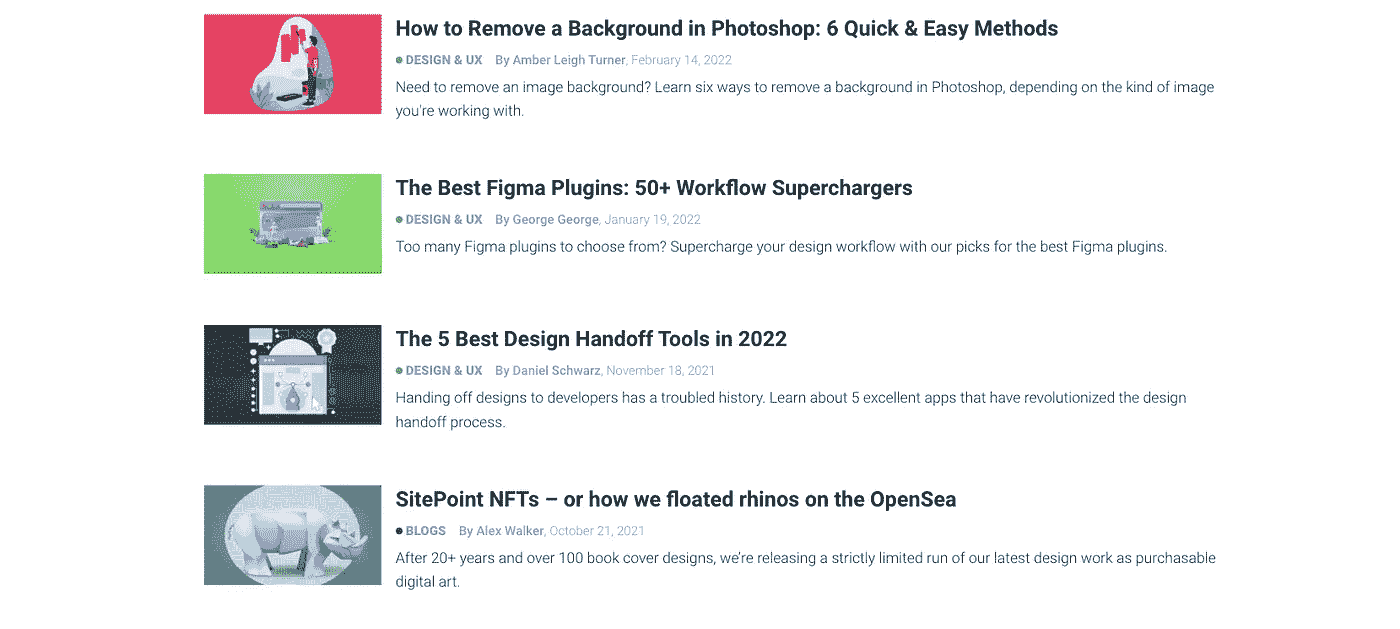 How to Remove a Background in Photoshop: 6 Quick & Easy Methods
DESIGN & UX By Amber Leigh Turner, February 14, 2022
Need to remove an image background? Learn six ways to remove a background in Photoshop, depending on the kind of image
you're working with.
The Best Figma Plugins: 50+ Workflow Superchargers
DESIGN & UX By George George, January 19, 2022
Too many Figma plugins to choose from? Supercharge your design workflow with our picks for the best Figma plugins.
The 5 Best Design Handoff Tools in 2022
DESIGN & UX By Daniel Schwarz, November 18, 2021
Handing off designs to developers has a troubled history. Learn about 5 excellent apps that have revolutionized the design
handoff process.
SitePoint NFTs – or how we floated rhinos on the OpenSea
BLOGS By Alex Walker, October 21, 2021
After 20+ years and over 100 book cover designs, we’re releasing a strictly limited run of our latest design work as purchasable
digital art.